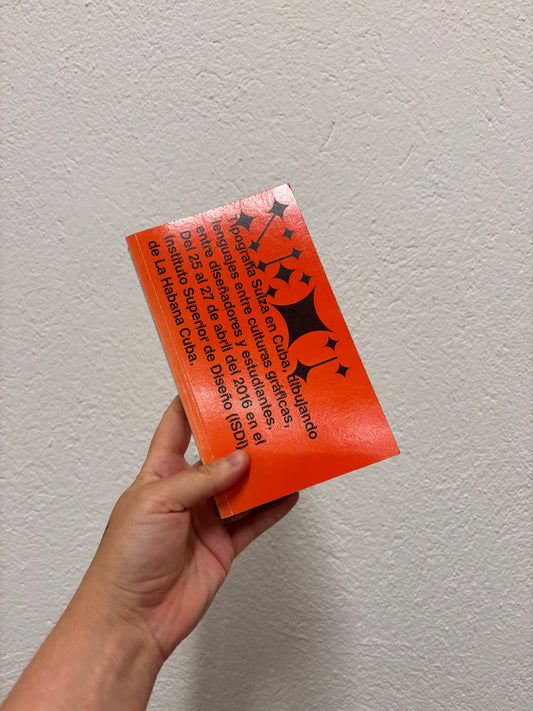 Tipografía Suiza en Cuba, dibujando
lenguajes entre culturas gráficas,
entre diseñadores y estudiantes,
Del 25 al 27 de abril del 2016 en el
Instituto Superior de Diseño (ISDi)
de La Habana Cuba,